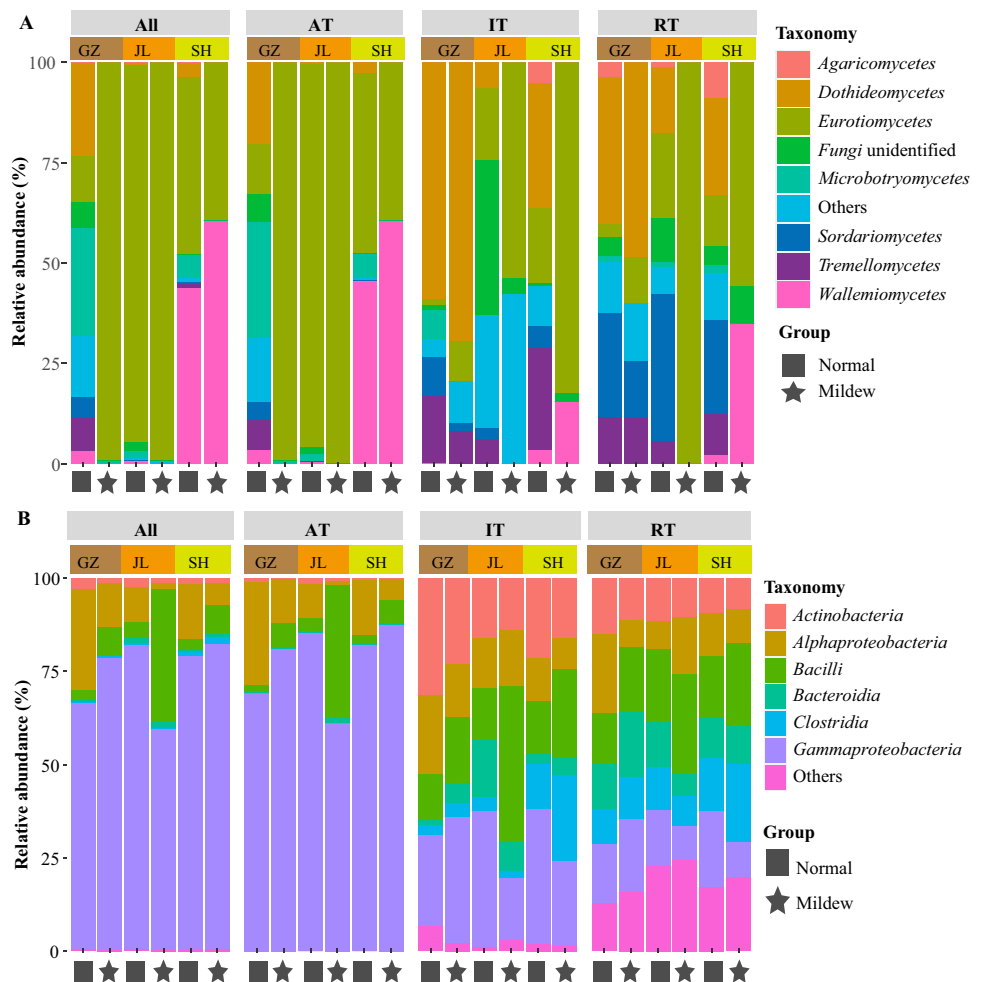 A
All AT IT RT
GZ JL SH GZ JL SH GZ JL SH GZ JL SH
Relative abundance (%)
100
75
50
25
0
Taxonomy
Agaricomycetes
Dothideomycetes
Eurotiomycetes
Fungi unidentified
Microbotryomycetes
Others
Sordariomycetes
Tremellomycetes
Wallemiomycetes
Group
Normal
Mildew
B
All AT IT RT
GZ JL SH GZ JL SH GZ JL SH GZ JL SH
Relative abundance (%)
100
75
50
25
0
Taxonomy
Actinobacteria
Alphaproteobacteria
Bacilli
Bacteroidia
Clostridia
Gammaproteobacteria
Others
Group
Normal
Mildew